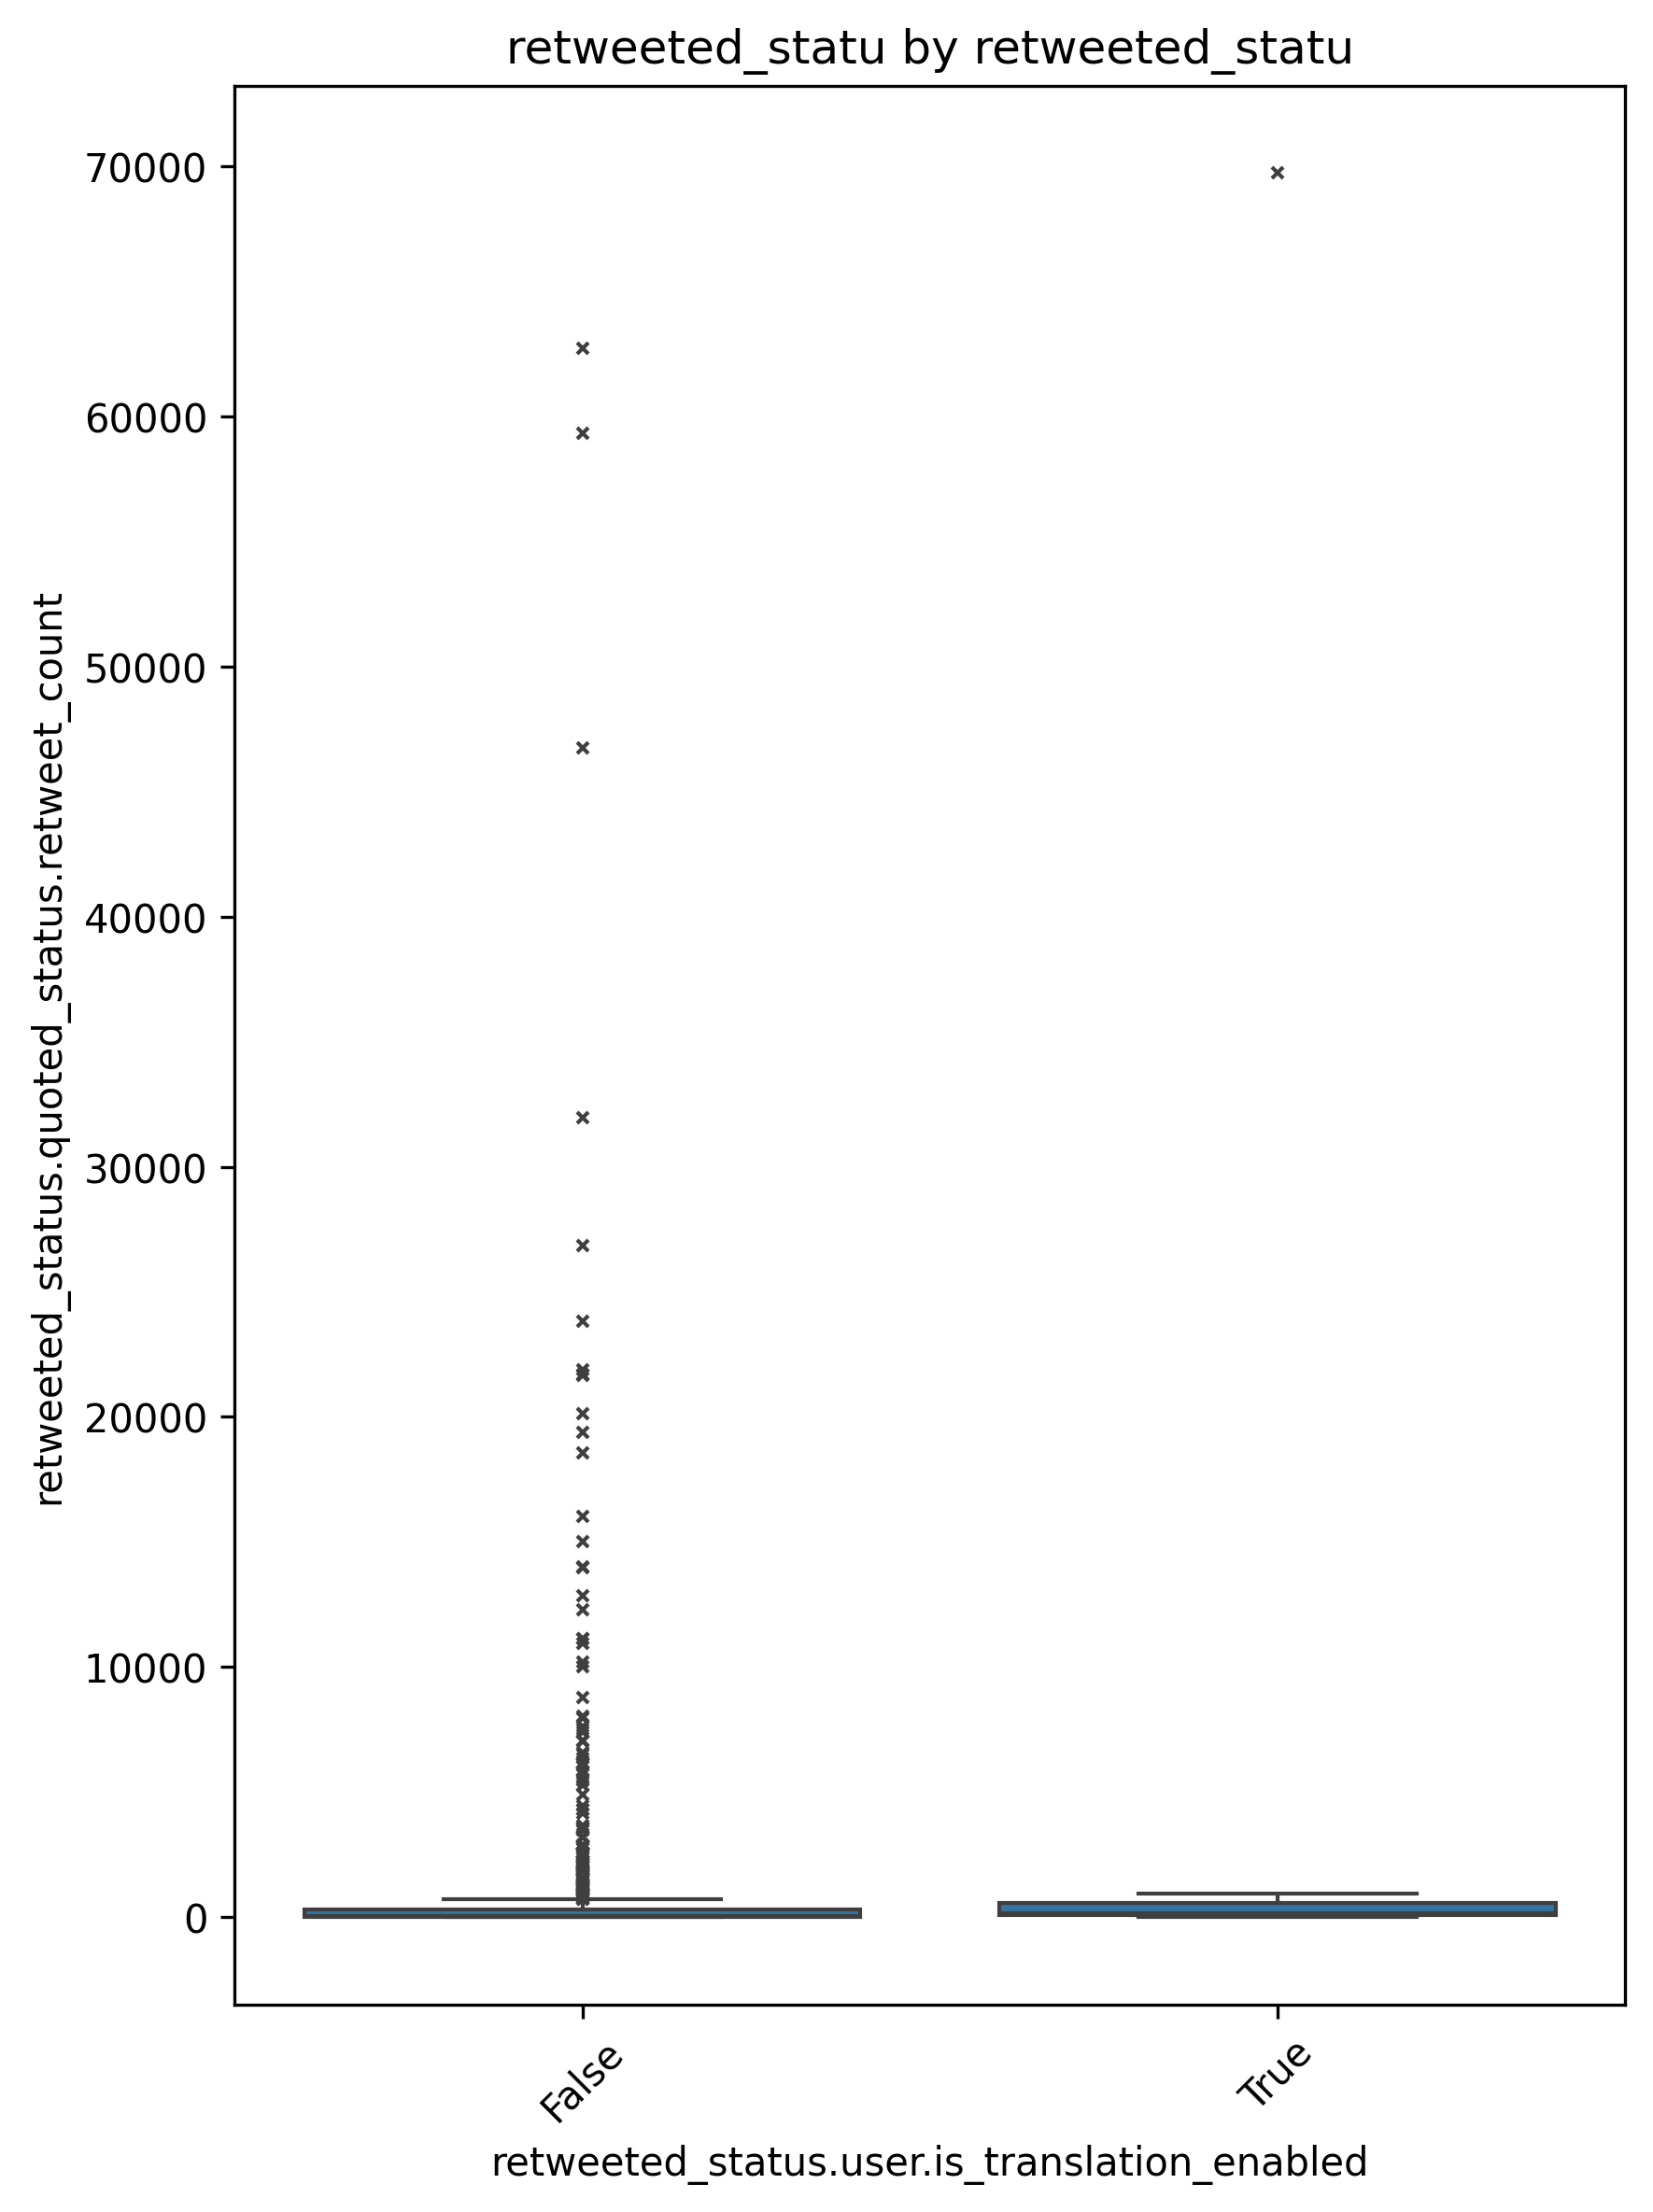 retweeted_statu by retweeted_statu
70000
60000
50000
40000
30000
20000
10000
0
retweeted_status.quoted_status.retweet_count
False
True
retweeted_status.user.is_translation_enabled